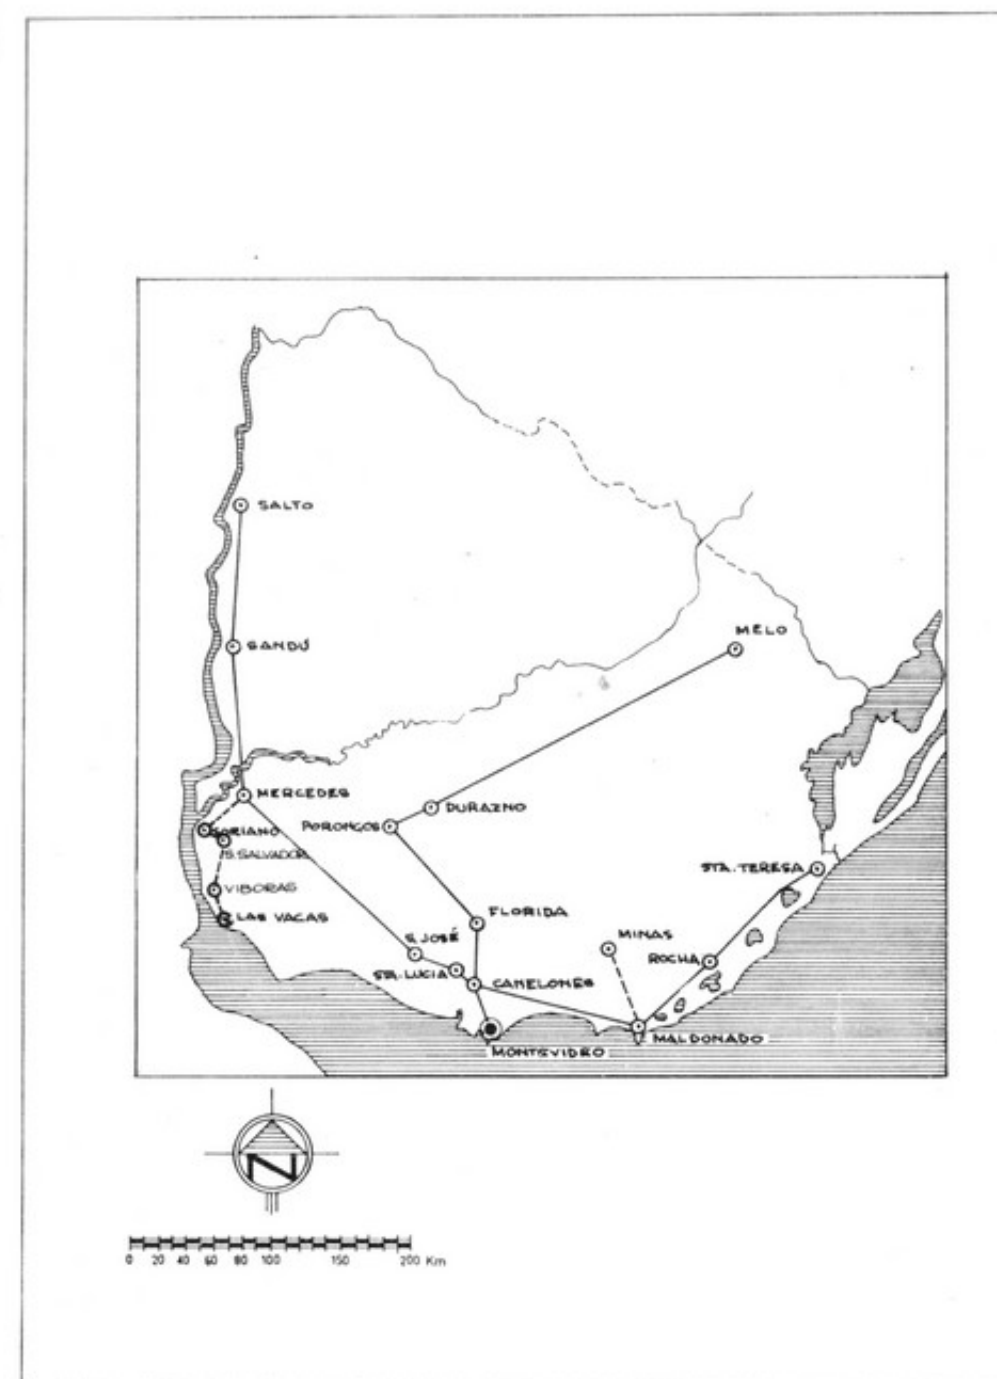 SALTO
SANDÚ
MELO
MERCEDES
DURAZNO
PORONGOS
SORIANO
S. SALVADOR
STA. TERESA
VIBORAS
LAS VACAS
FLORIDA
S. JOSÉ
MINAS
ROCHA
STA. LUCIA
CANELONES
MALDONADO
MONTEVIDEO
N
0 20 40 60 80 100 150 200 Km